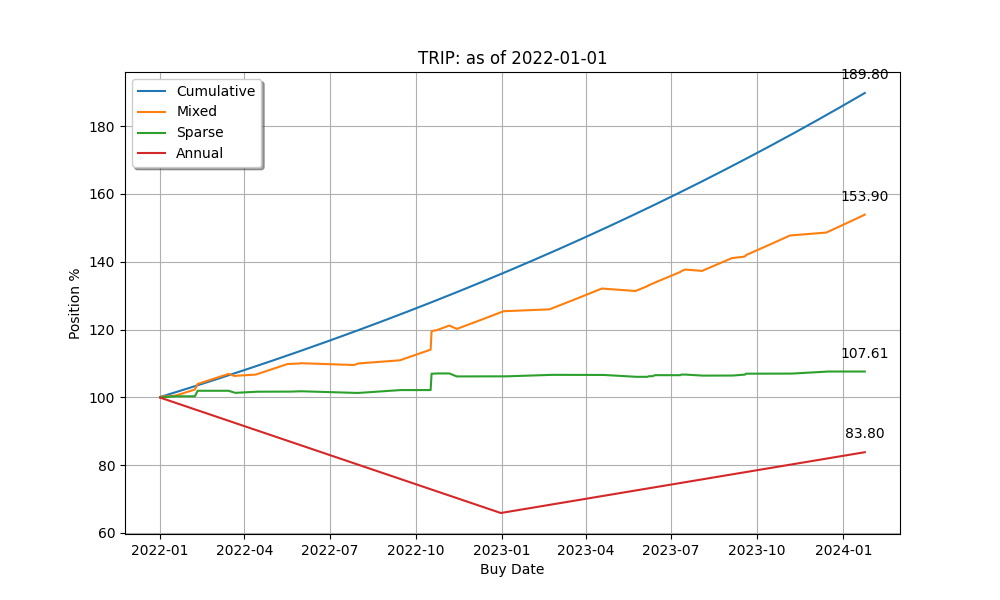 TRIP: as of 2022-01-01
189.80
Cumulative
Mixed
Sparse
Annual
180
160
153.90
140
120
107.61
100
83.80
80
60
Position %
2022-01 2022-04 2022-07 2022-10 2023-01 2023-04 2023-07 2023-10 2024-01
Buy Date